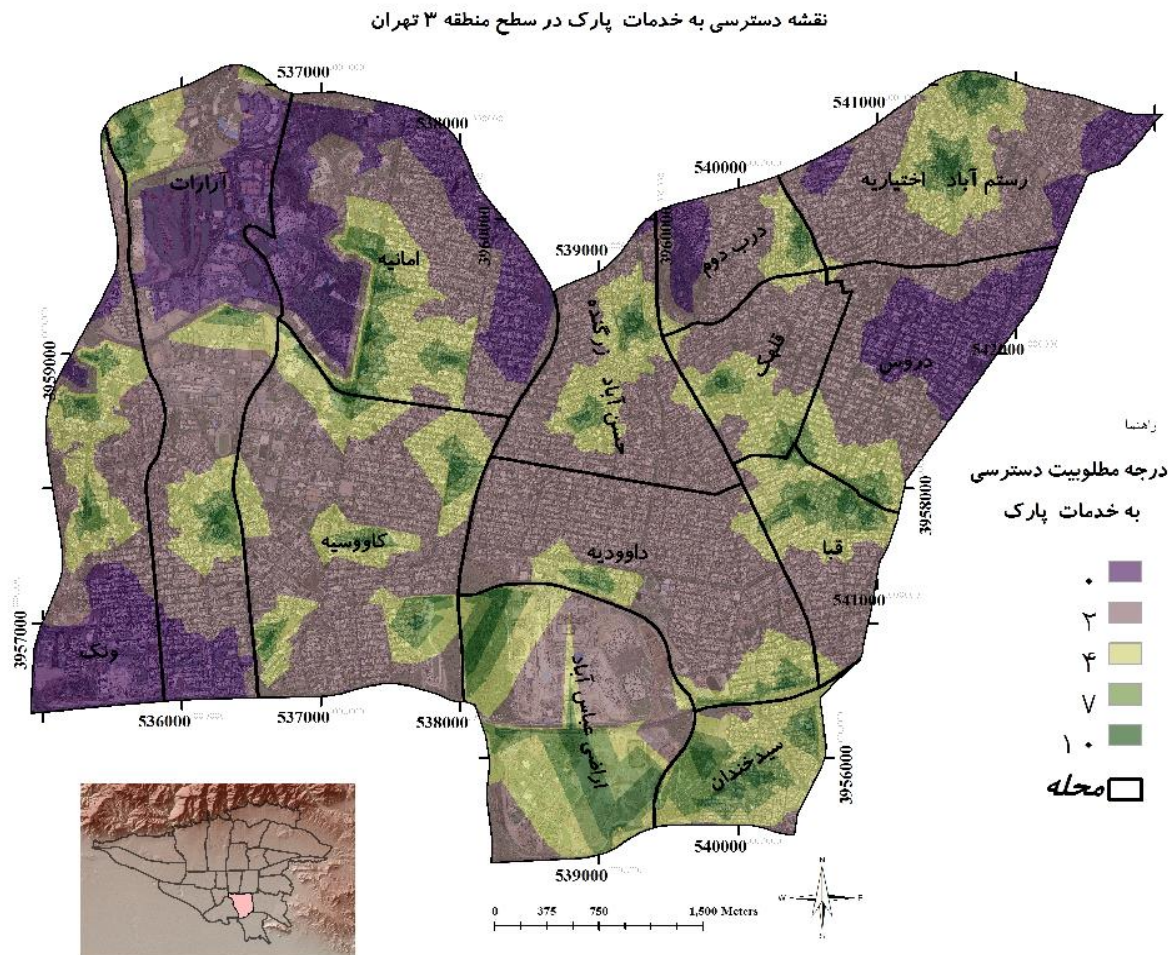 نقشه دسترسی به خدمات پارک در سطح منطقه ۳ تهران
537000
538000
541000
540000
539000
3960000
3960000
آرارات
امانیه
درب دوم
رستم آباد اختیاریه
زرگنده
حسن آباد
قلهک
دروس
3959000
کاووسیه
داوودیه
قبا
3958000
541000
3957000
ونک
اراضی عباس آباد
سیدخندان
3956000
536000
537000
538000
539000
540000
راهنما
درجه مطلوبیت دسترسی
به خدمات پارک
۰
۲
۴
۷
۱۰
محله
0 375 750 1,500 Meters
N
W
E
S